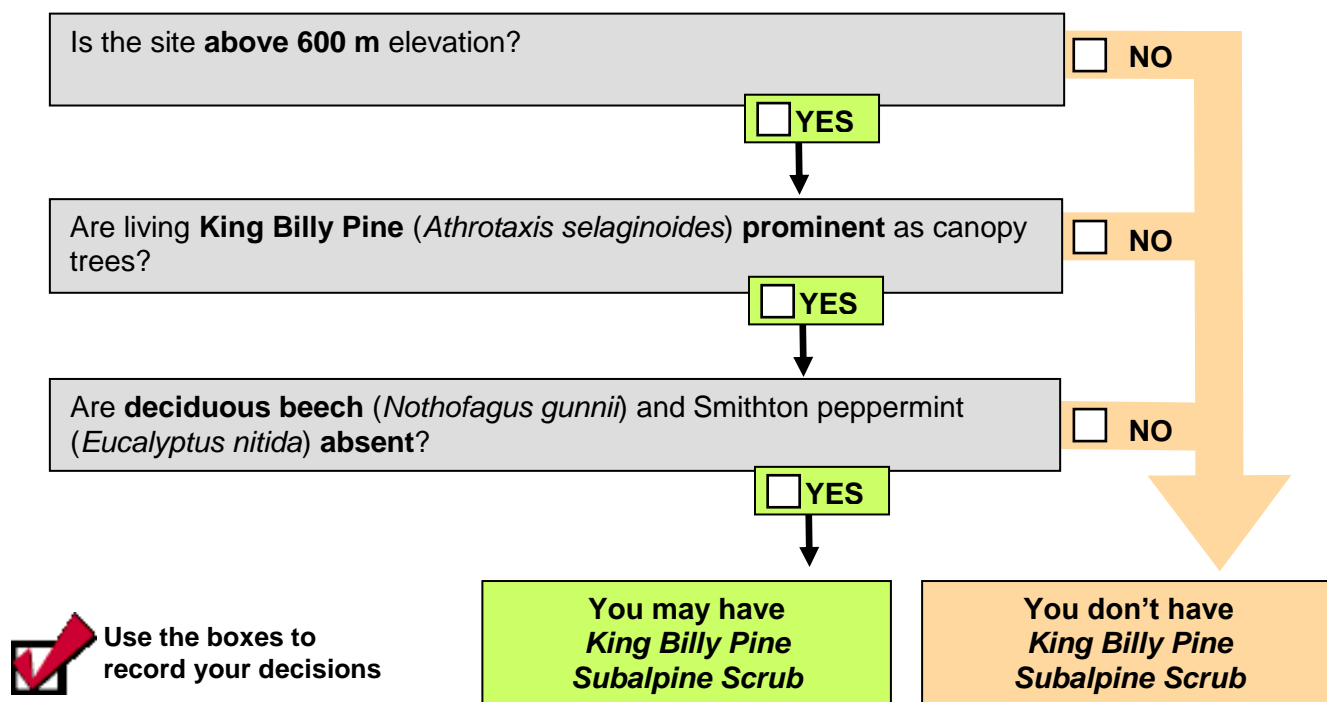 Is the site above 600 m elevation?
NO
YES
Are living King Billy Pine (Athrotaxis selaginoides) prominent as canopy
trees?
NO
YES
Are deciduous beech (Nothofagus gunnii) and Smithton peppermint
(Eucalyptus nitida) absent?
NO
YES
Use the boxes to
record your decisions
You may have
King Billy Pine
Subalpine Scrub
You don't have
King Billy Pine
Subalpine Scrub